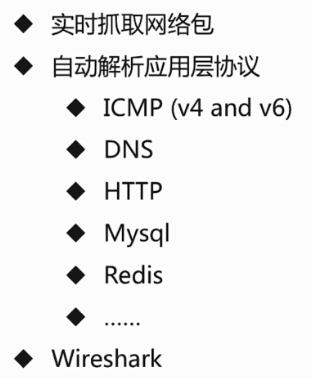 ◆ 实时抓取网络包
◆ 自动解析应用层协议
◆ ICMP (v4 and v6)
◆ DNS
◆ HTTP
◆ Mysql
◆ Redis
◆ ......
◆ Wireshark